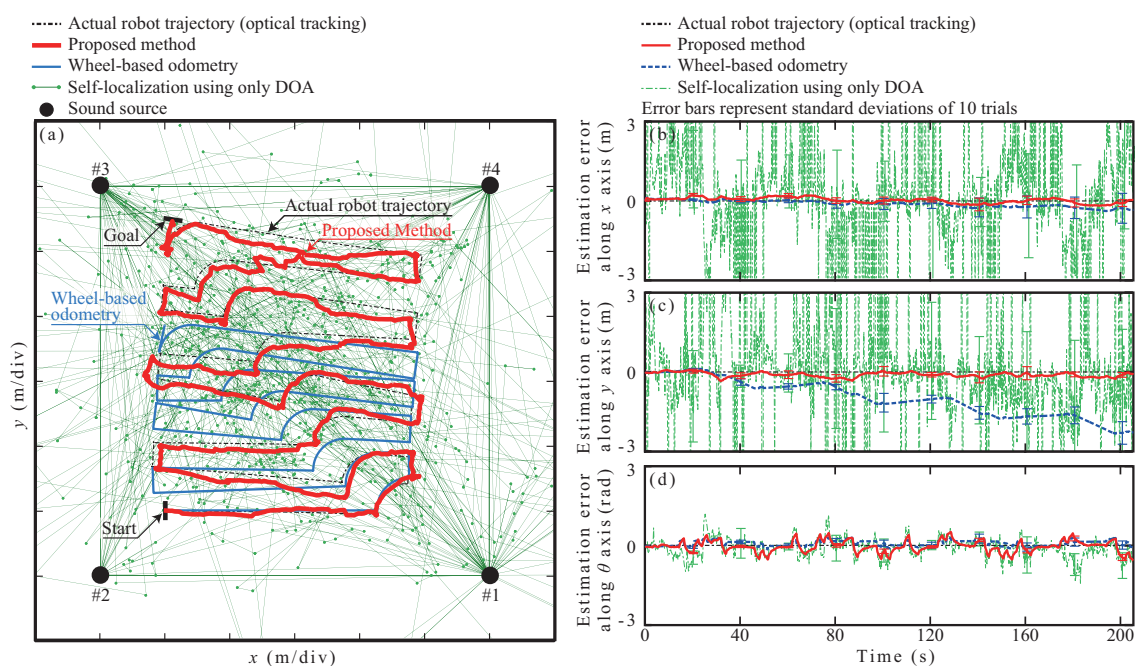 Actual robot trajectory (optical tracking)
Proposed method
Wheel-based odometry
Self-localization using only DOA
Sound source
(a)
#3
#4
Actual robot trajectory
Goal
Proposed Method
Wheel-based
odometry
Start
#2
#1
y (m/div)
x (m/div)
Actual robot trajectory (optical tracking)
Proposed method
Wheel-based odometry
Self-localization using only DOA
Error bars represent standard deviations of 10 trials
(b)
Estimation error
along x axis (m)
3
0
-3
(c)
Estimation error
along y axis (m)
3
0
-3
(d)
Estimation error
along θ axis (rad)
3
0
-3
0 40 80 120 160 200
Time (s)